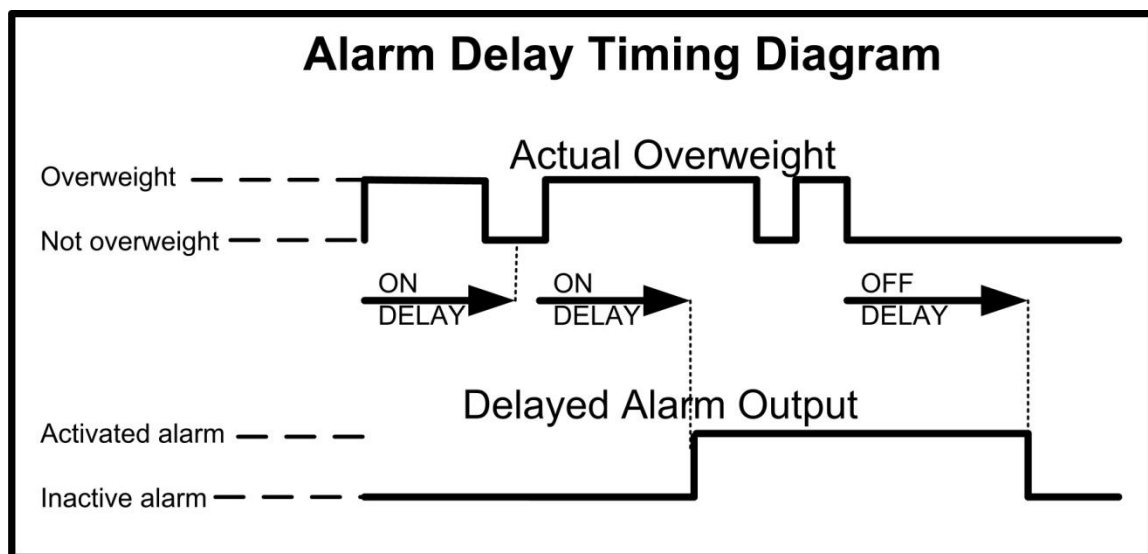 Alarm Delay Timing Diagram
Actual Overweight
Overweight
Not overweight
ON
DELAY
ON
DELAY
OFF
DELAY
Delayed Alarm Output
Activated alarm
Inactive alarm